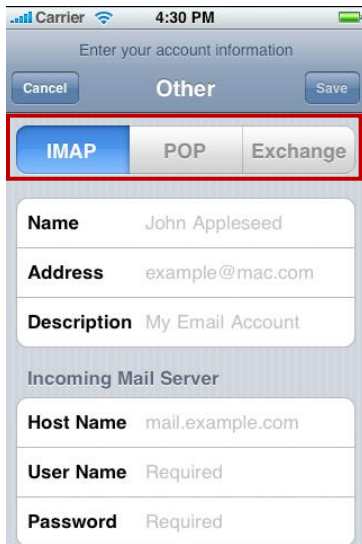 Carrier 4:30 PM
Enter your account information
Cancel Other Save
IMAP POP Exchange
Name John Appleseed
Address example@mac.com
Description My Email Account
Incoming Mail Server
Host Name mail.example.com
User Name Required
Password Required